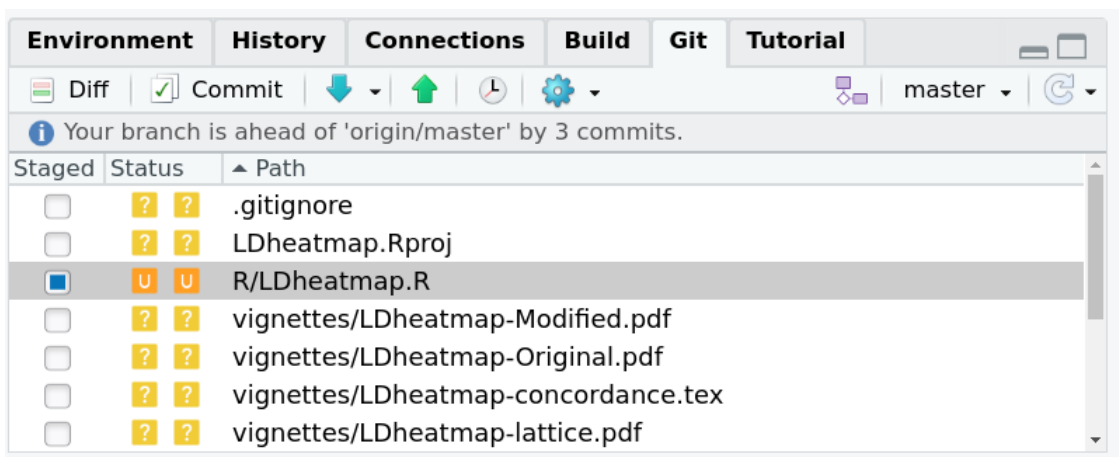 Environment History Connections Build Git Tutorial
Diff Commit master
i Your branch is ahead of 'origin/master' by 3 commits.
Staged Status Path
? ? .gitignore
? ? LDheatmap.Rproj
U U R/LDheatmap.R
? ? vignettes/LDheatmap-Modified.pdf
? ? vignettes/LDheatmap-Original.pdf
? ? vignettes/LDheatmap-concordance.tex
? ? vignettes/LDheatmap-lattice.pdf